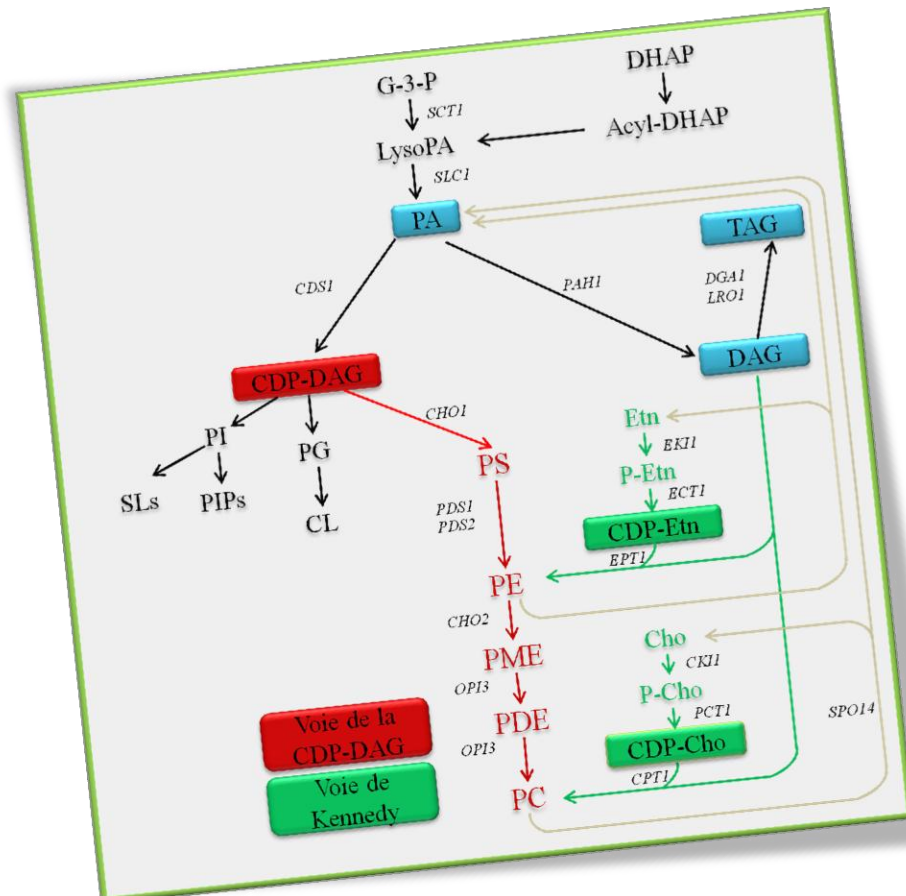 DHAP
G-3-P
SCT1
Acyl-DHAP
LysoPA
SLC1
PA
TAG
CDS1
PAH1
DGA1
LRO1
DAG
CDP-DAG
CHO1
Etn
PI
PG
EKI1
PS
P-Etn
SLs
PIPs
CL
ECT1
PDS1
PDS2
CDP-Etn
EPT1
PE
CHO2
Cho
PME
CKI1
OPI3
P-Cho
PCT1
SPO14
Voie de la
CDP-DAG
PDE
OPI3
CDP-Cho
CPT1
Voie de
Kennedy
PC